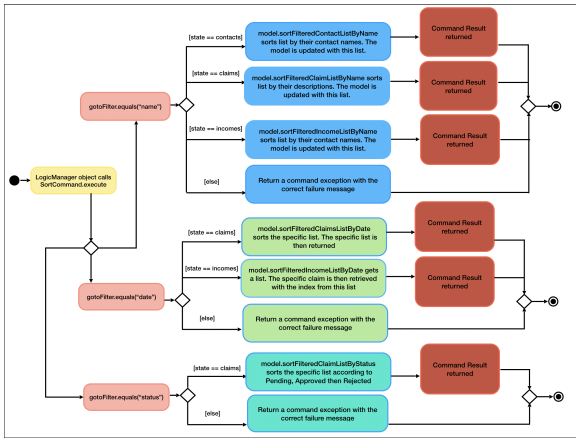 [state == contacts]
model.sortFilteredContactListByName
sorts list by their contact names. The
model is updated with this list.
Command Result
returned
[state == claims]
model.sortFilteredClaimListByName sorts
list by their descriptions. The model is
updated with this list.
Command Result
returned
gotoFilter.equals("name")
[state == incomes]
model.sortFilteredIncomeListByName
sorts list by their contact names. The
model is updated with this list.
Command Result
returned
[else]
Return a command exception with the
correct failure message
LogicManager object calls
SortCommand.execute
[state == claims]
model.sortFilteredClaimsListByDate
sorts the specific list. The specific list is
then returned
Command Result
returned
[state == incomes]
model.sortFilteredIncomeListByDate gets
a list. The specific claim is then retrieved
with the index from this list
Command Result
returned
gotoFilter.equals("date")
[else]
Return a command exception with the
correct failure message
[state == claims]
model.sortFilteredClaimListByStatus
sorts the specific list according to
Pending, Approved then Rejected
Command Result
returned
gotoFilter.equals("status")
[else]
Return a command exception with the
correct failure message